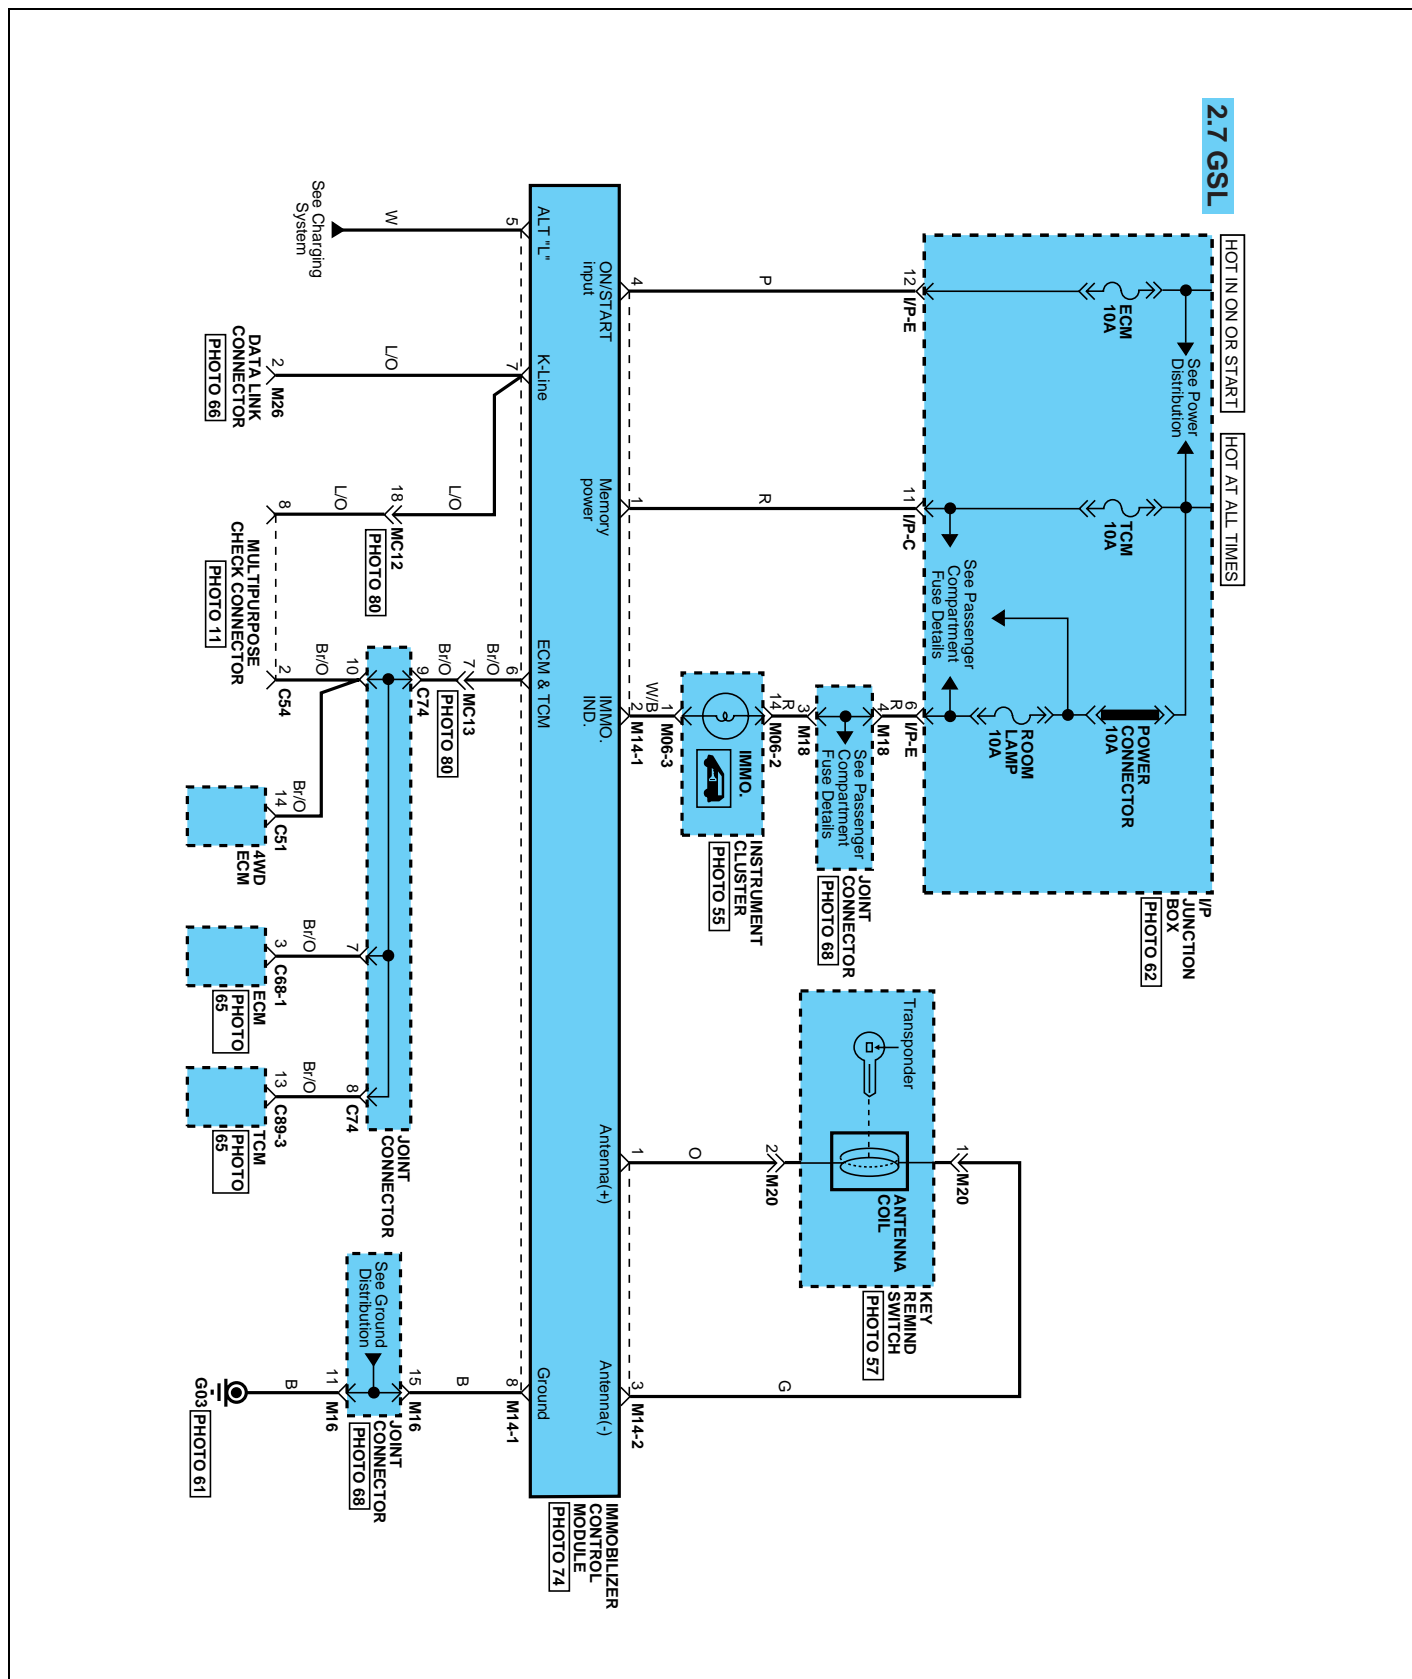 2.7 GSL
HOT IN ON OR START
HOT AT ALL TIMES
See Power
Distribution
ECM
10A
TCM
10A
POWER
CONNECTOR
10A
ROOM
LAMP
10A
See Passenger
Compartment
Fuse Details
I/P
JUNCTION
BOX
PHOTO 62
12
I/P-E
11
I/P-C
6
I/P-E
P
R
R
4
M18
See Passenger
Compartment
Fuse Details
JOINT
CONNECTOR
PHOTO 68
3
M18
R
14
M06-2
IMMO.
INSTRUMENT
CLUSTER
PHOTO 55
1
M06-3
W/B
Transponder
ANTENNA
COIL
KEY
REMIND
SWITCH
PHOTO 57
1
M20
2
M20
O
G
4
1
2
M14-1
1
3
M14-2
ON/START
input
Memory
power
IMMO.
IND.
Antenna(+)
Antenna(-)
ALT "L"
K-Line
ECM & TCM
Ground
IMMOBILIZER
CONTROL
MODULE
PHOTO 74
5
7
6
8
M14-1
W
See Charging
System
L/O
2
M26
DATA LINK
CONNECTOR
PHOTO 66
L/O
18
MC12
PHOTO 80
L/O
8
MULTIPURPOSE
CHECK CONNECTOR
PHOTO 11
Br/O
7
MC13
PHOTO 80
Br/O
9
C74
10
Br/O
2
C54
7
8
C74
JOINT
CONNECTOR
Br/O
14
C51
4WD
ECM
Br/O
3
C68-1
ECM
PHOTO
65
Br/O
13
C89-3
TCM
PHOTO
65
B
15
M16
See Ground
Distribution
JOINT
CONNECTOR
PHOTO 68
11
M16
B
G03
PHOTO 61